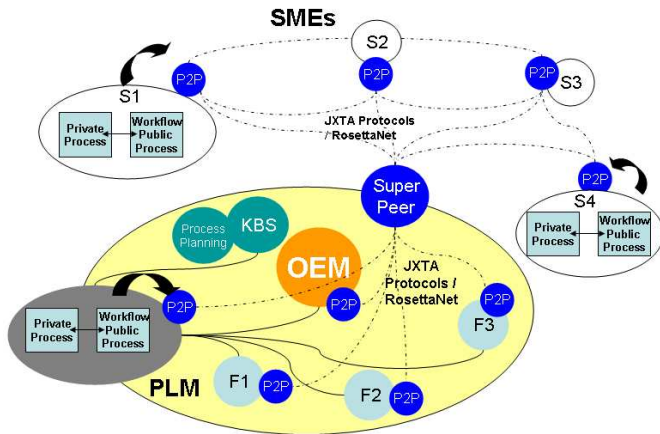 SMEs
S2
P2P
P2P
P2P
S3
S1
JXTA Protocols
/ RosettaNet
Private
Process
Workflow
Public
Process
Super
Peer
P2P
S4
Private
Process
Workflow
Public
Process
Process
Planning
KBS
OEM
JXTA
Protocols /
RosettaNet
P2P
P2P
P2P
F3
Private
Process
Workflow
Public
Process
PLM
F1
P2P
F2
P2P